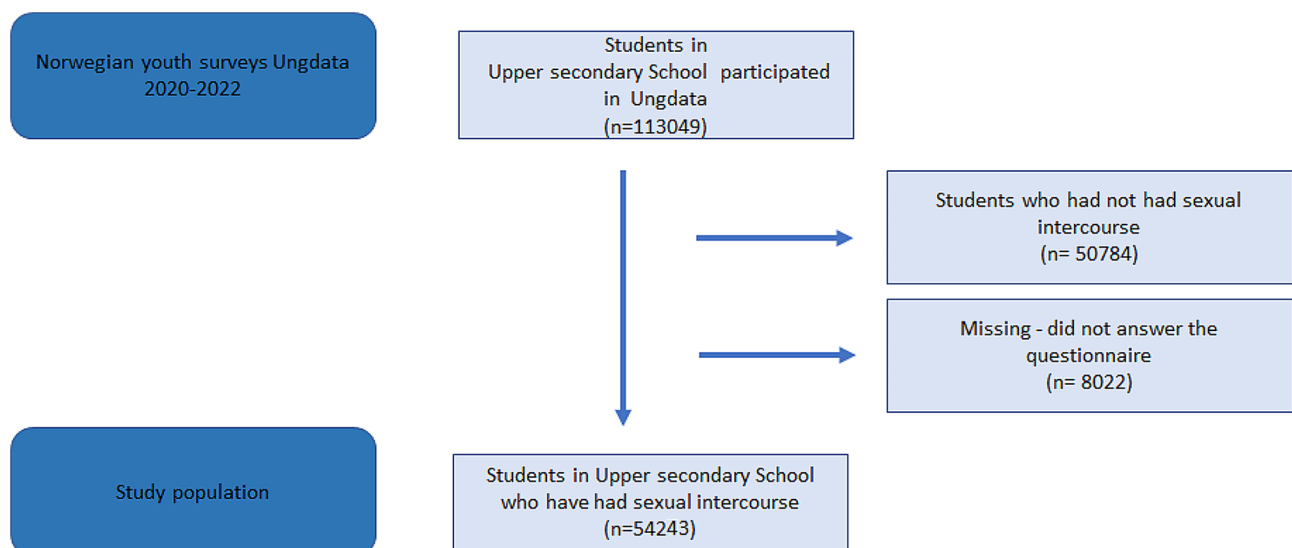 Norwegian youth surveys Ungdata
2020-2022
Students in
Upper secondary School participated
in Ungdata
(n=113049)
Students who had not had sexual
intercourse
(n= 50784)
Missing - did not answer the
questionnaire
(n= 8022)
Study population
Students in Upper secondary School
who have had sexual intercourse
(n=54243)